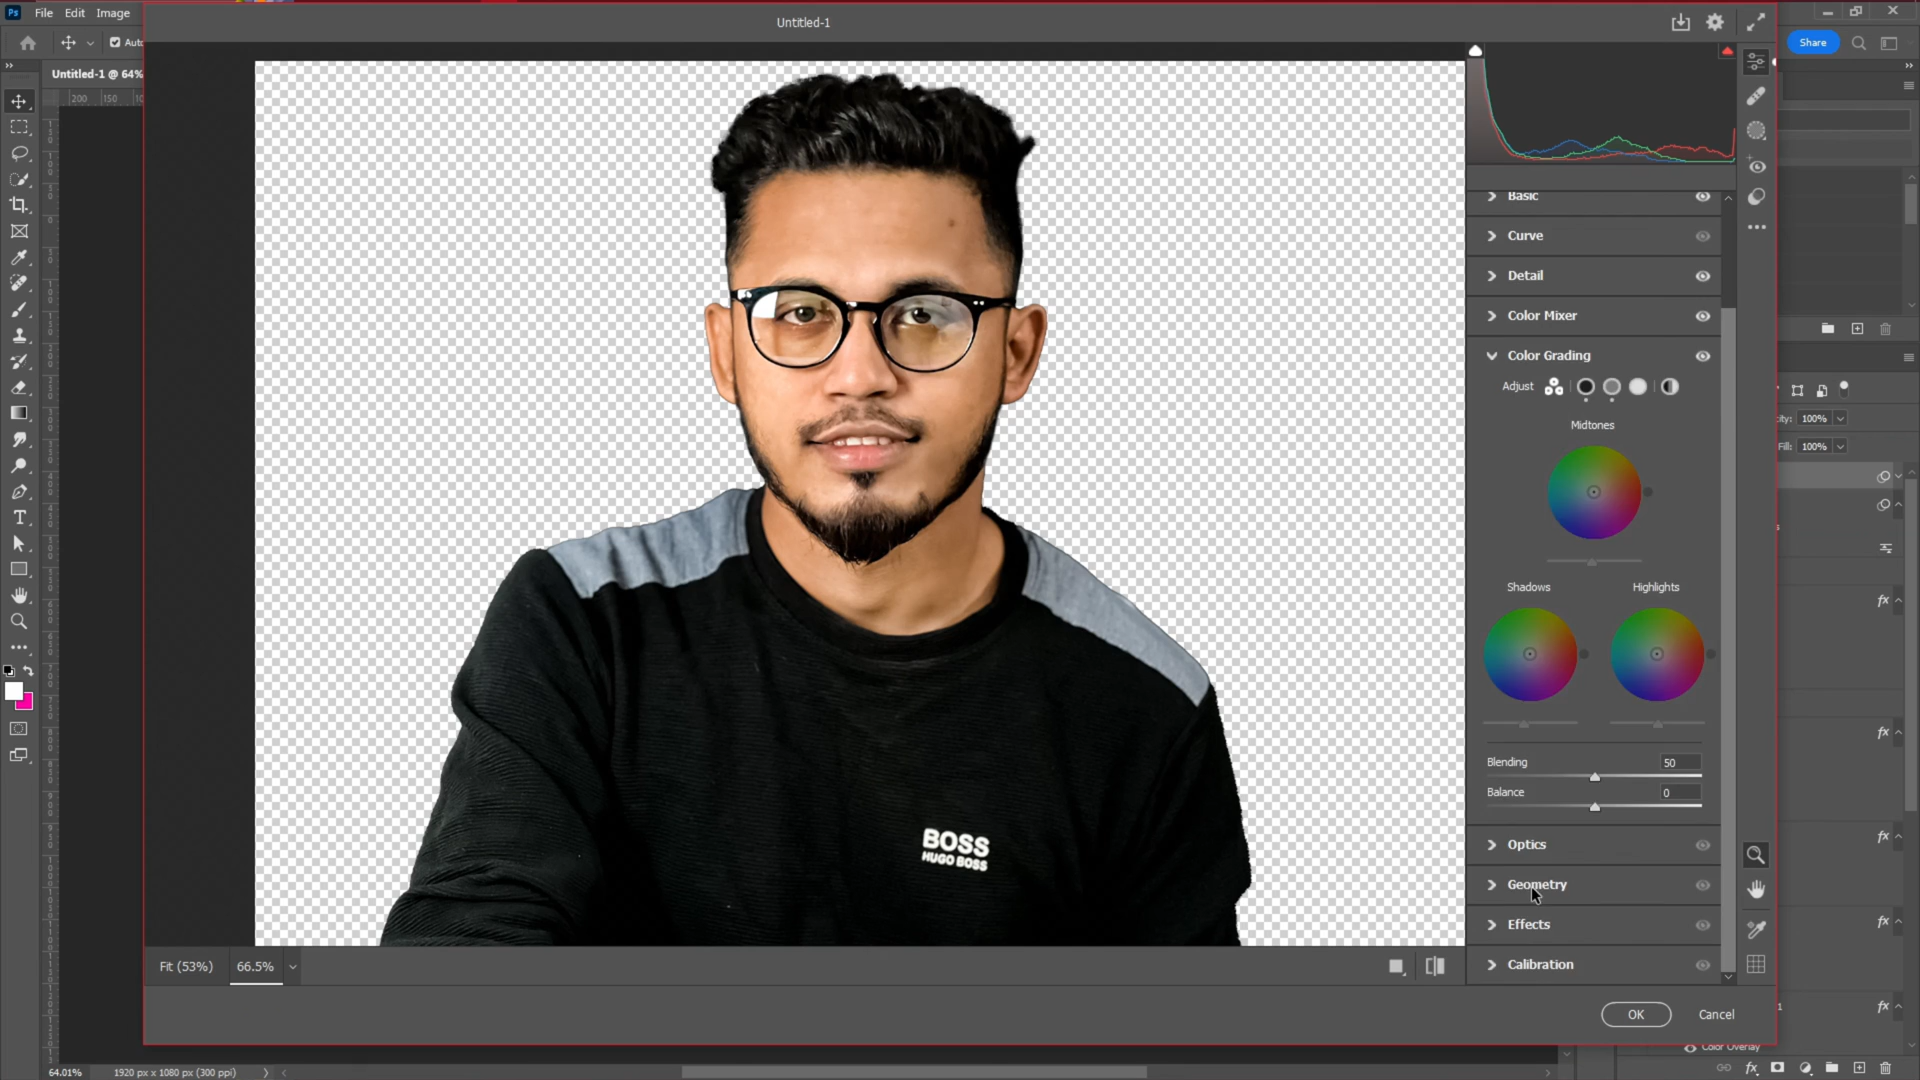 Ps File Edit Image
Untitled-1
Share
Auto
Untitled-1 @ 64%
200 150
Basic
Curve
Detail
Color Mixer
Color Grading
Adjust
Midtones
Shadows Highlights
Blending 50
Balance 0
Optics
Geometry
Effects
Calibration
100%
Fill: 100%
fx
fx
fx
fx
fx
BOSS
HUGO BOSS
Fit (53%) 66.5%
OK Cancel
Color Overlay
64.01% 1920 px x 1080 px (300 ppi)
fx